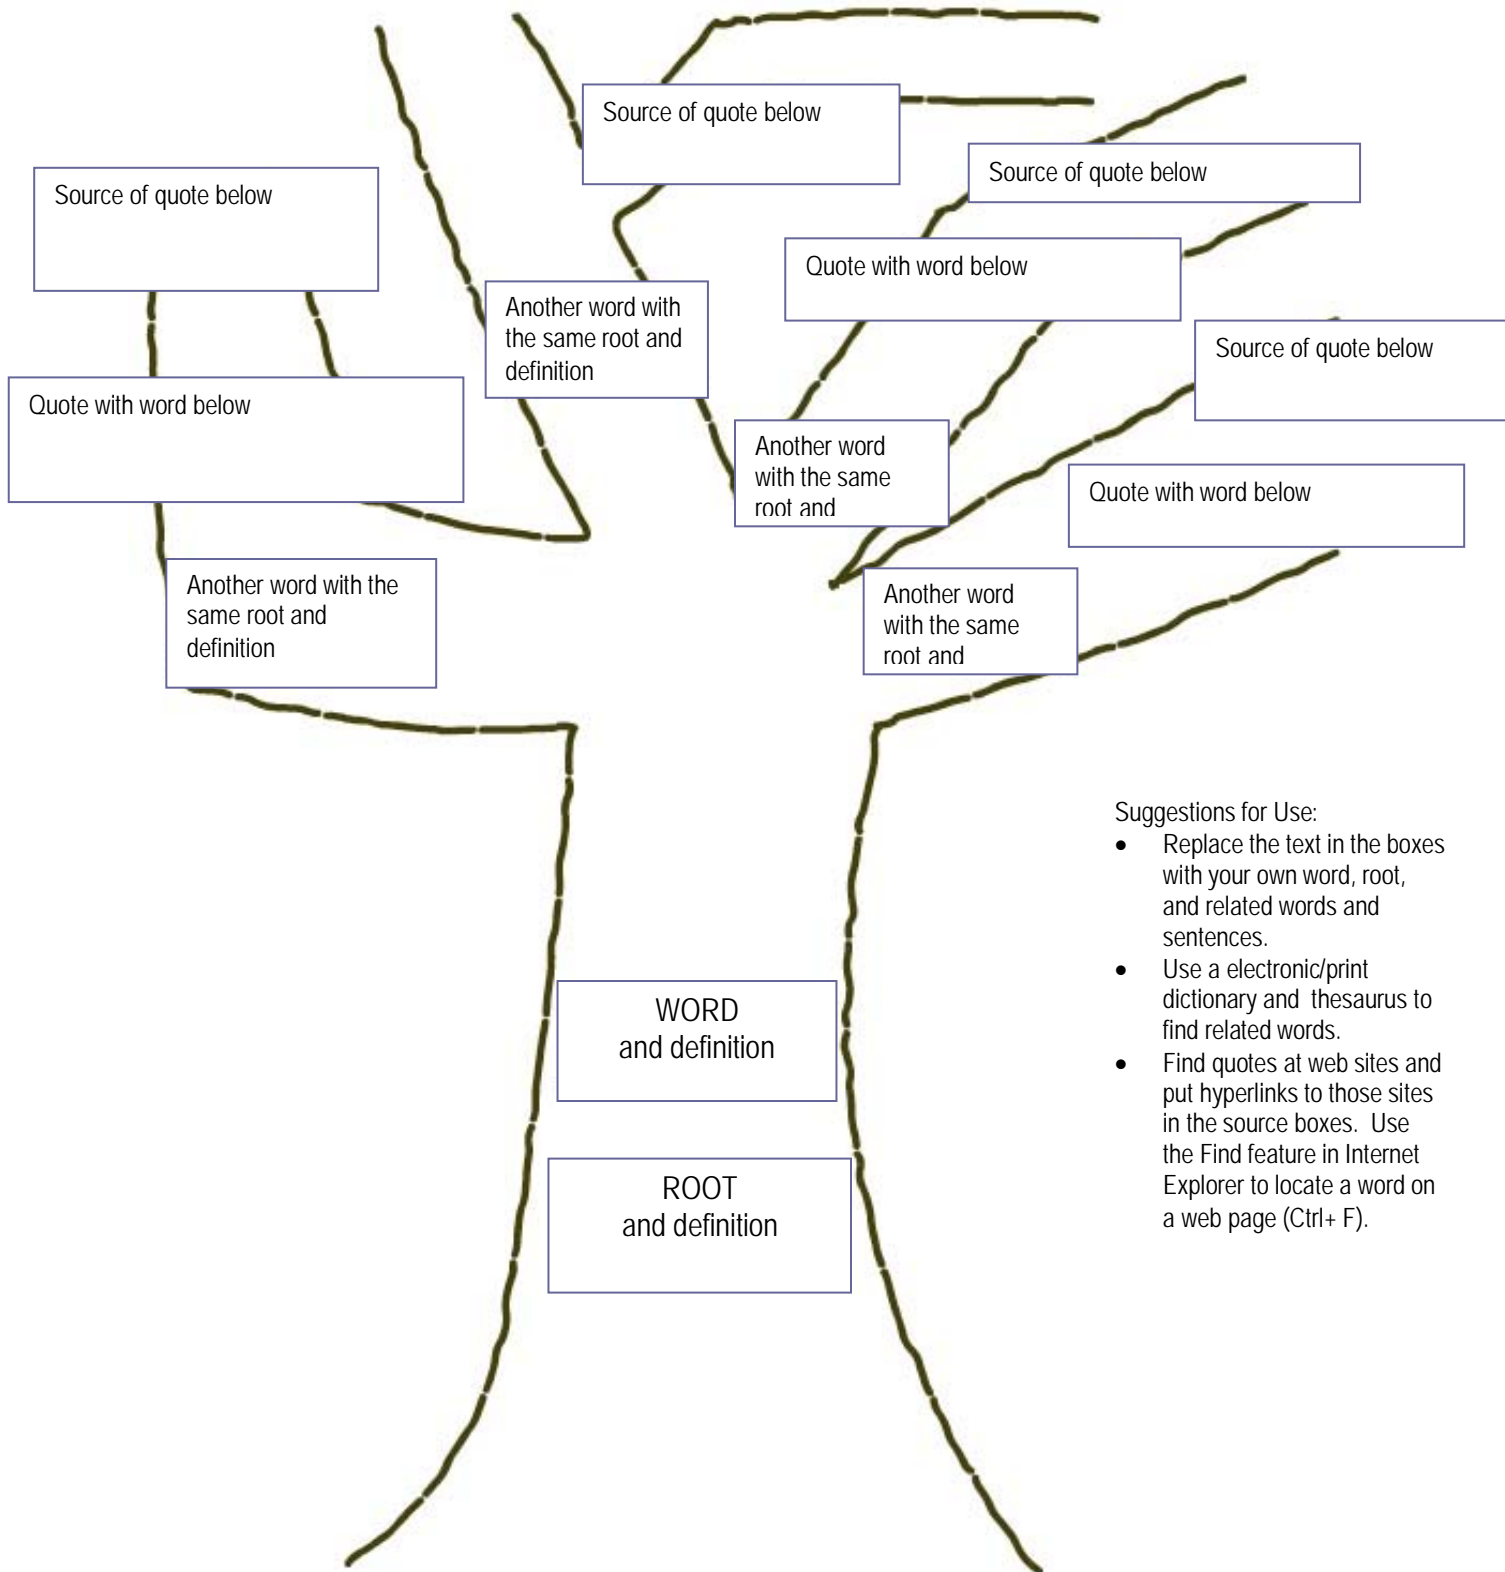 Source of quote below
Source of quote below
Source of quote below
Quote with word below
Another word with
the same root and
definition
Source of quote below
Quote with word below
Another word
with the same
root and
Quote with word below
Another word with the
same root and
definition
Another word
with the same
root and
Suggestions for Use:
• Replace the text in the boxes
with your own word, root,
and related words and
sentences.
• Use a electronic/print
dictionary and thesaurus to
find related words.
• Find quotes at web sites and
put hyperlinks to those sites
in the source boxes. Use
the Find feature in Internet
Explorer to locate a word on
a web page (Ctrl+ F).
WORD
and definition
ROOT
and definition